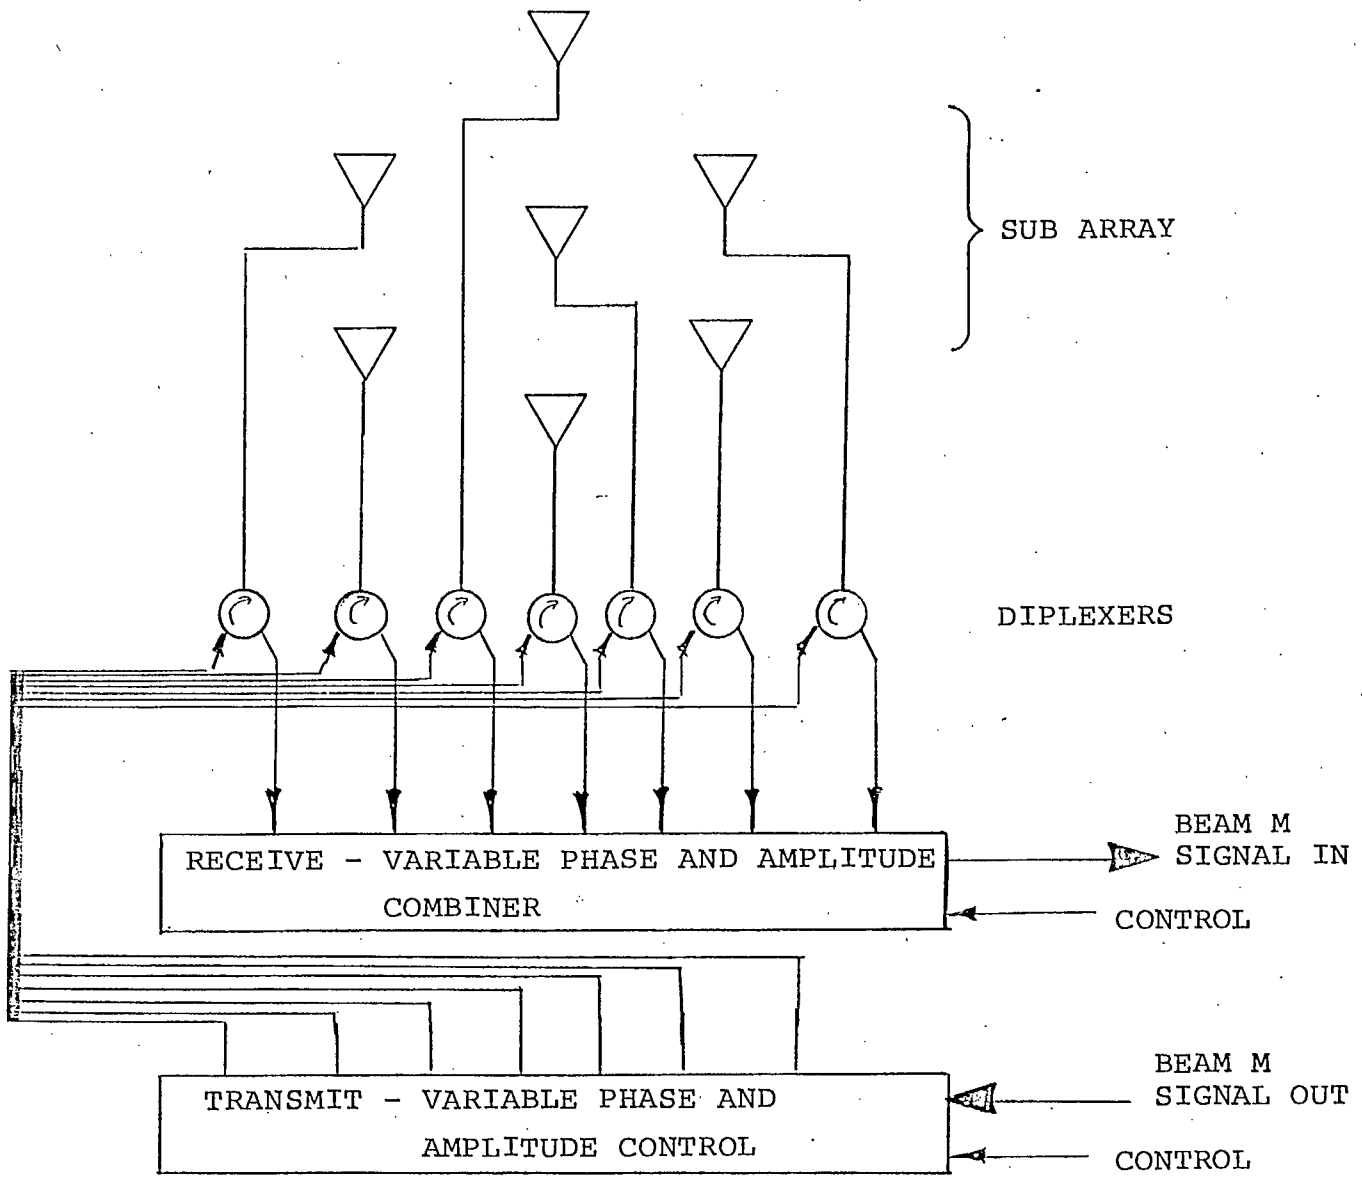 SUB ARRAY
DIPLEXERS
RECEIVE - VARIABLE PHASE AND AMPLITUDE
COMBINER
BEAM M
SIGNAL IN
CONTROL
TRANSMIT - VARIABLE PHASE AND
AMPLITUDE CONTROL
BEAM M
SIGNAL OUT
CONTROL